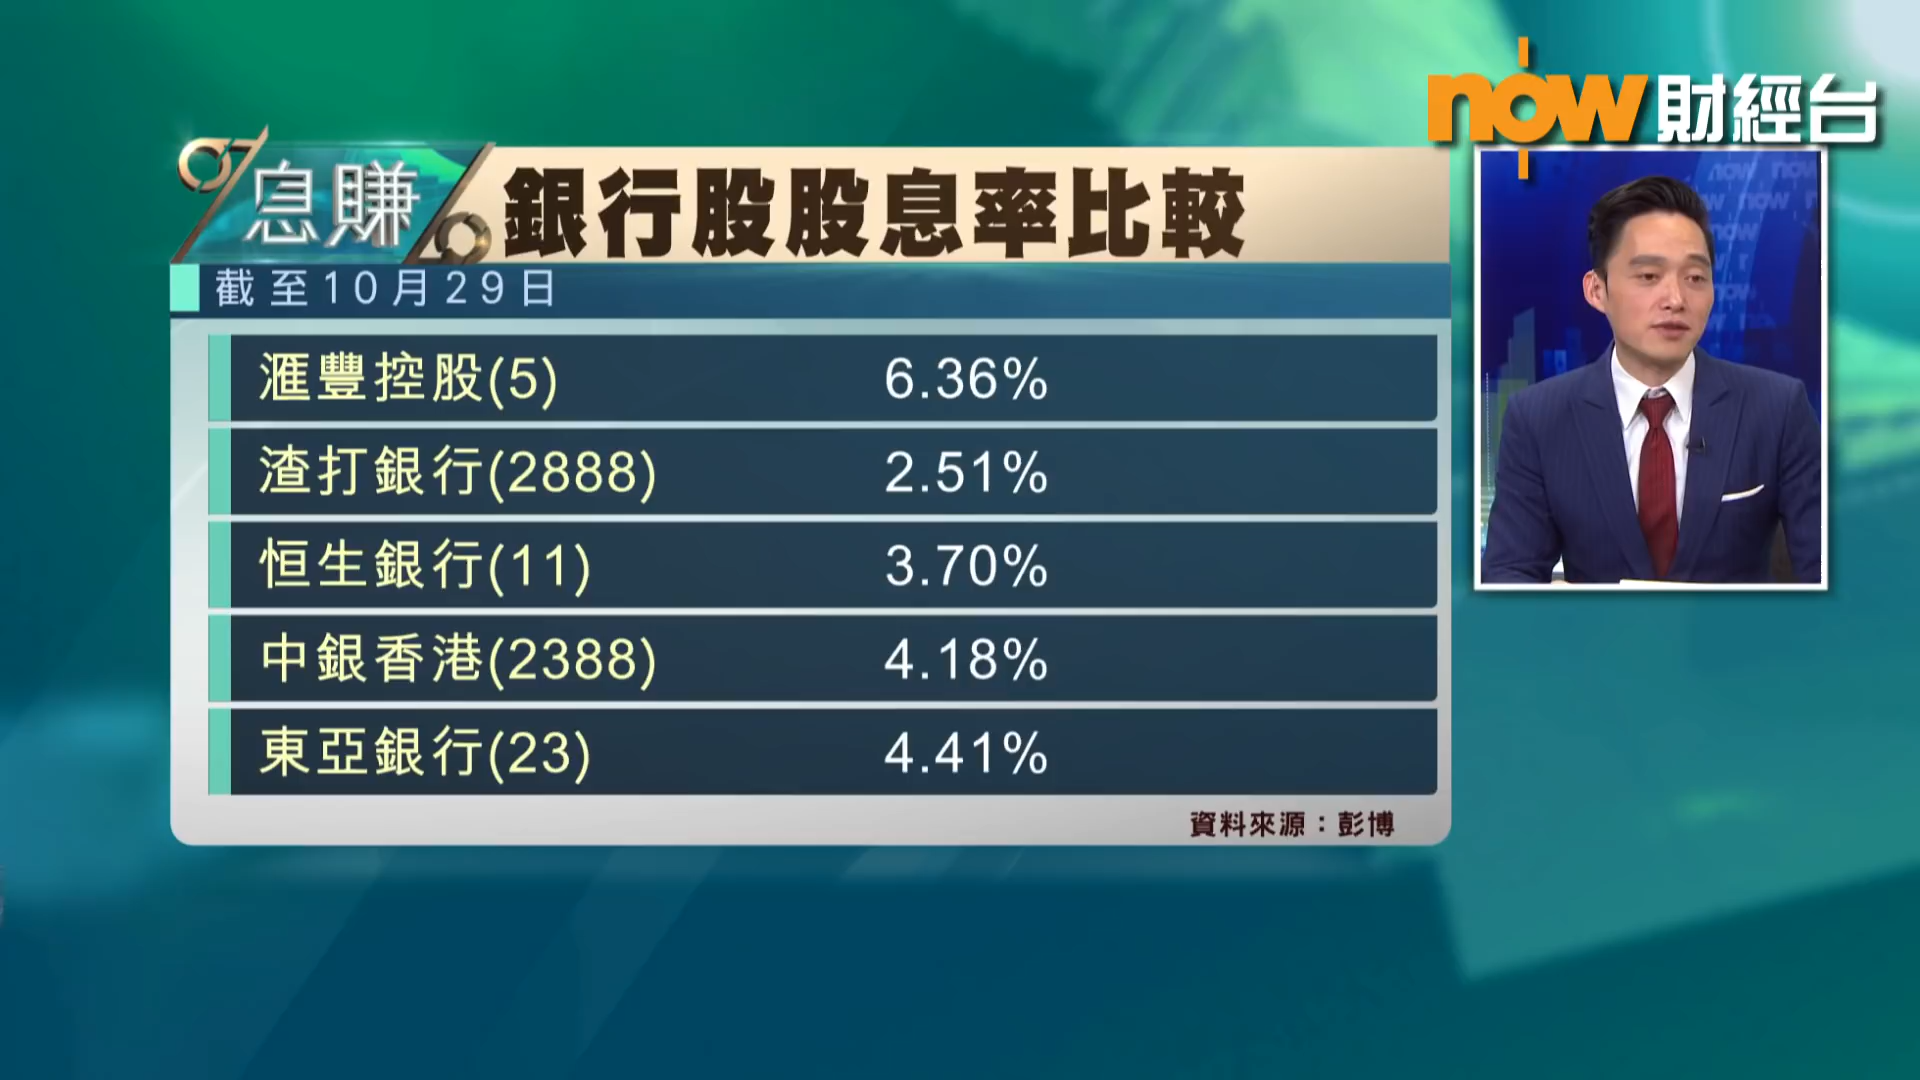 now 財經台
息賺
銀行股股息率比較
截至10月29日
滙豐控股(5) 6.36%
渣打銀行(2888) 2.51%
恒生銀行(11) 3.70%
中銀香港(2388) 4.18%
東亞銀行(23) 4.41%
資料來源：彭博